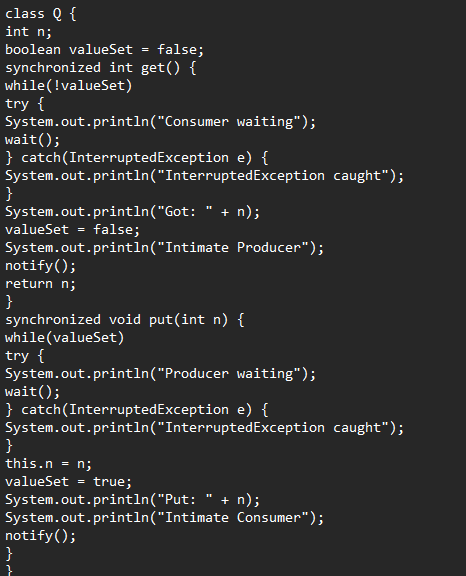 class Q {
int n;
boolean valueSet = false;
synchronized int get() {
while(!valueSet)
try {
System.out.println("Consumer waiting");
wait();
} catch(InterruptedException e) {
System.out.println("InterruptedException caught");
}
System.out.println("Got: " + n);
valueSet = false;
System.out.println("Intimate Producer");
notify();
return n;
}
synchronized void put(int n) {
while(valueSet)
try {
System.out.println("Producer waiting");
wait();
} catch(InterruptedException e) {
System.out.println("InterruptedException caught");
}
this.n = n;
valueSet = true;
System.out.println("Put: " + n);
System.out.println("Intimate Consumer");
notify();
}
}